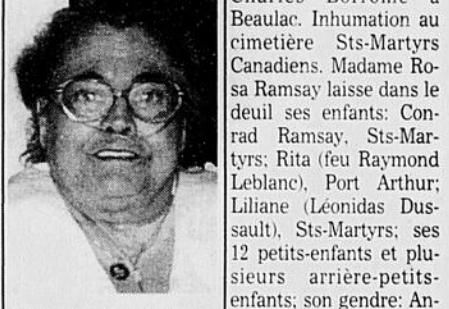 Charles Borromé à
Beaulac. Inhumation au
cimetière Sts-Martyrs
Canadiens. Madame Ro-
sa Ramsay laisse dans le
deuil ses enfants: Con-
rad Ramsay, Sts-Mar-
tyrs; Rita (feu Raymond
Leblanc), Port Arthur;
Liliane (Léonidas Dus-
sault), Sts-Martyrs; ses
12 petits-enfants et plu-
sieurs arrière-petits-
enfants; son gendre: An-